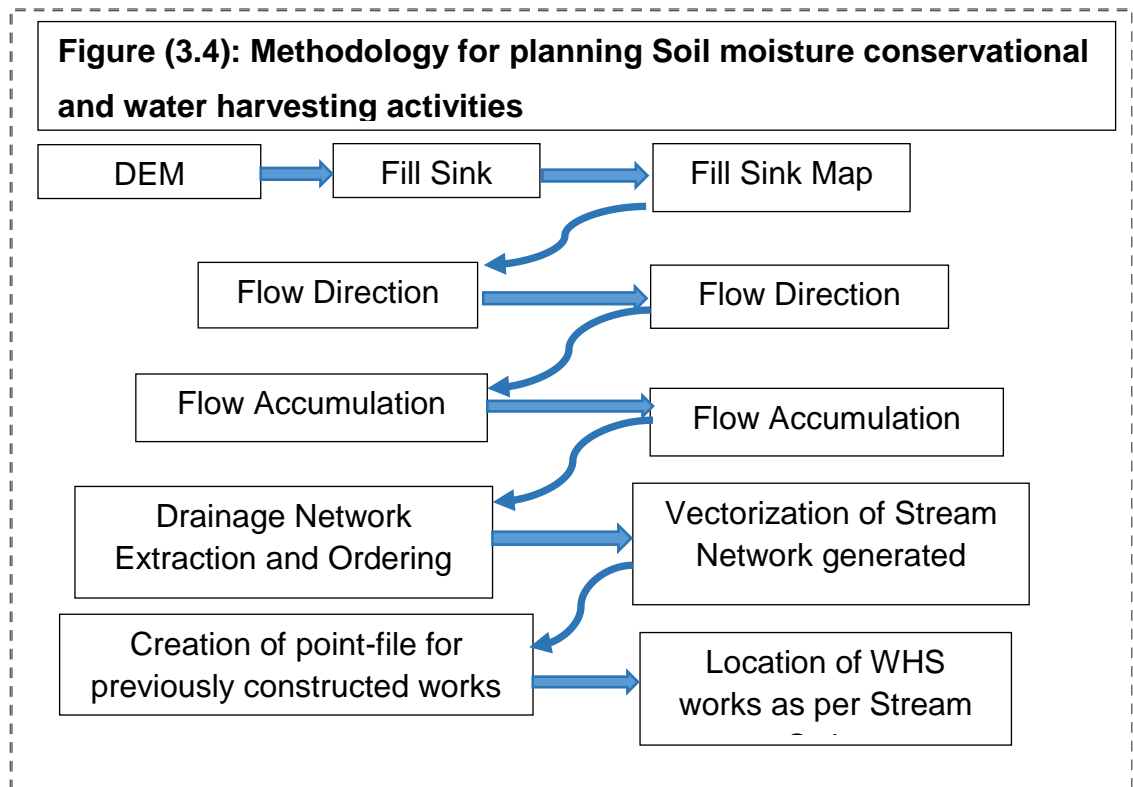 Figure (3.4): Methodology for planning Soil moisture conservational
and water harvesting activities
DEM
Fill Sink
Fill Sink Map
Flow Direction
Flow Direction
Flow Accumulation
Flow Accumulation
Drainage Network
Extraction and Ordering
Vectorization of Stream
Network generated
Creation of point-file for
previously constructed works
Location of WHS
works as per Stream